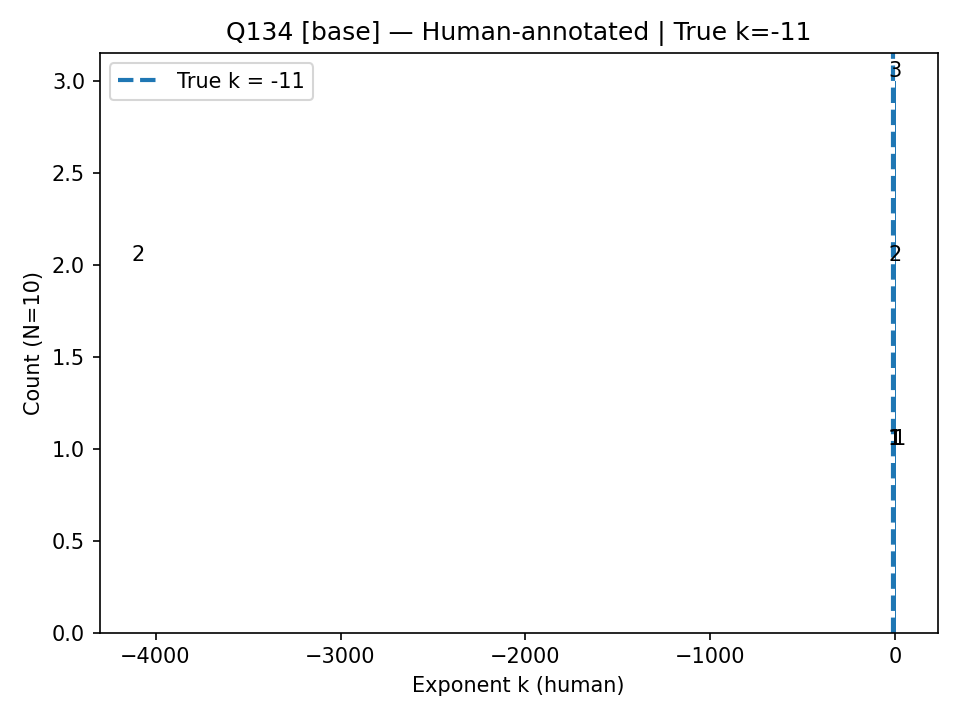 Q134 [base] — Human-annotated | True k=-11
True k = -11
3
2
2
1
Count (N=10)
3.0
2.5
2.0
1.5
1.0
0.5
0.0
−4000 −3000 −2000 −1000 0
Exponent k (human)